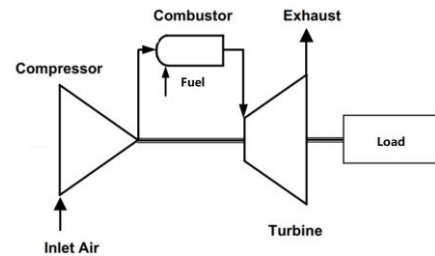 Combustor
Exhaust
Compressor
Fuel
Load
Turbine
Inlet Air